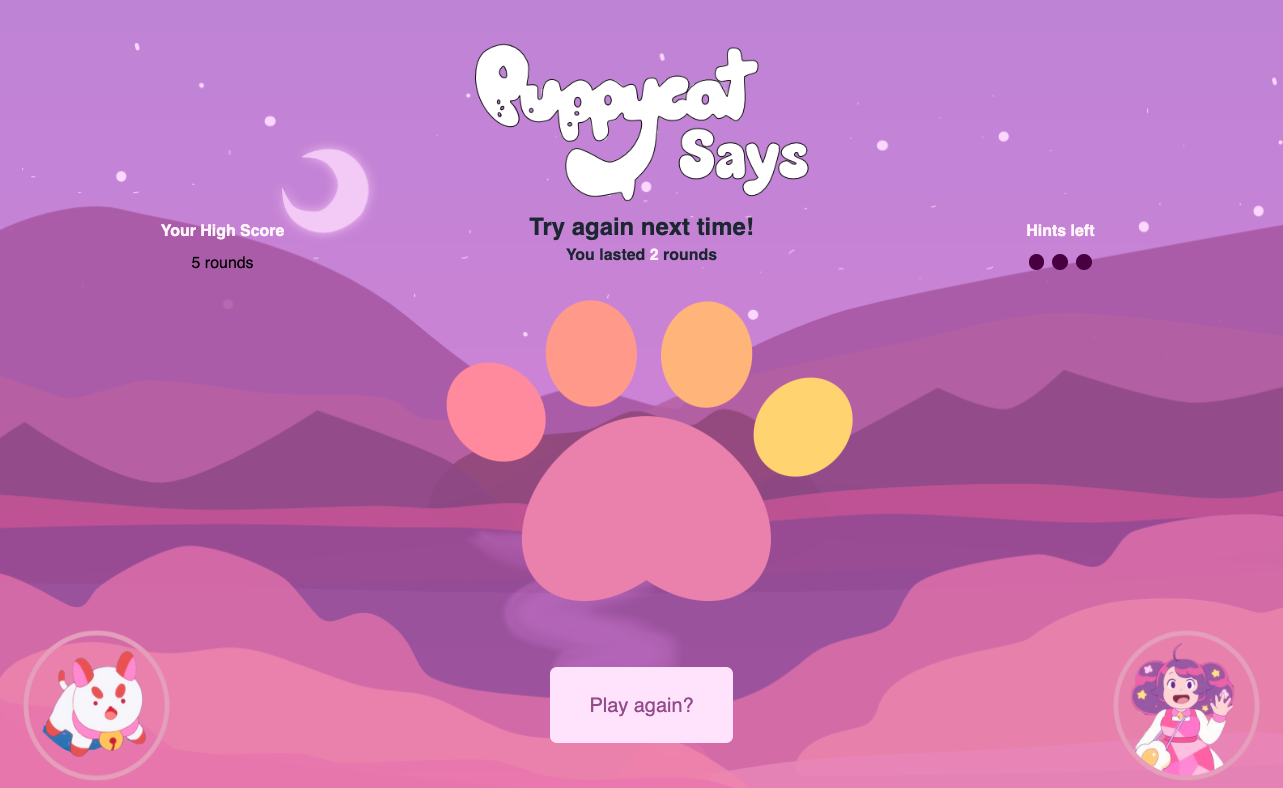 Puppycat
Says
Try again next time!
You lasted 2 rounds
Your High Score
5 rounds
Hints left
Play again?